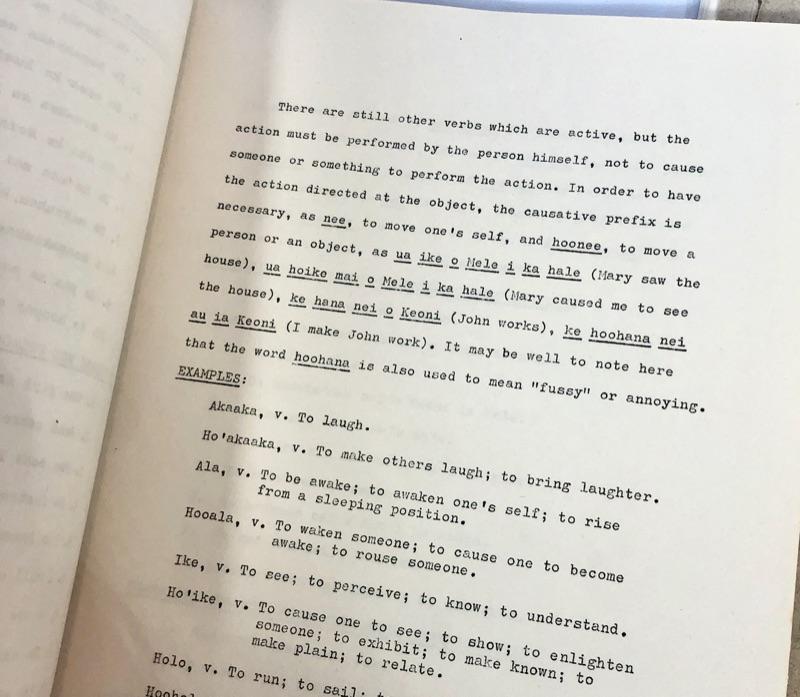 There are still other verbs which are active, but the
action must be performed by the person himself, not to cause
someone or something to perform the action. In order to have
the action directed at the object, the causative prefix is
necessary, as nee, to move one's self, and hoonee, to move a
person or an object, as ua ike o Mele i ka hale (Mary saw the
house), ua hoike mai o Mele i ka hale (Mary caused me to see
the house), ke hana nei o Keoni (John works), ke hoohana nei
au ia Keoni (I make John work). It may be well to note here
that the word hoohana is also used to mean "fussy" or annoying.
EXAMPLES:
Akaaka, v. To laugh.
Ho'akaaka, v. To make others laugh; to bring laughter.
Ala, v. To be awake; to awaken one's self; to rise
from a sleeping position.
Hooala, v. To waken someone; to cause one to become
awake; to rouse someone.
Ike, v. To see; to perceive; to know; to understand.
Ho'ike, v. To cause one to see; to show; to enlighten
someone; to exhibit; to make known; to
make plain; to relate.
Holo, v. To run; to sail;